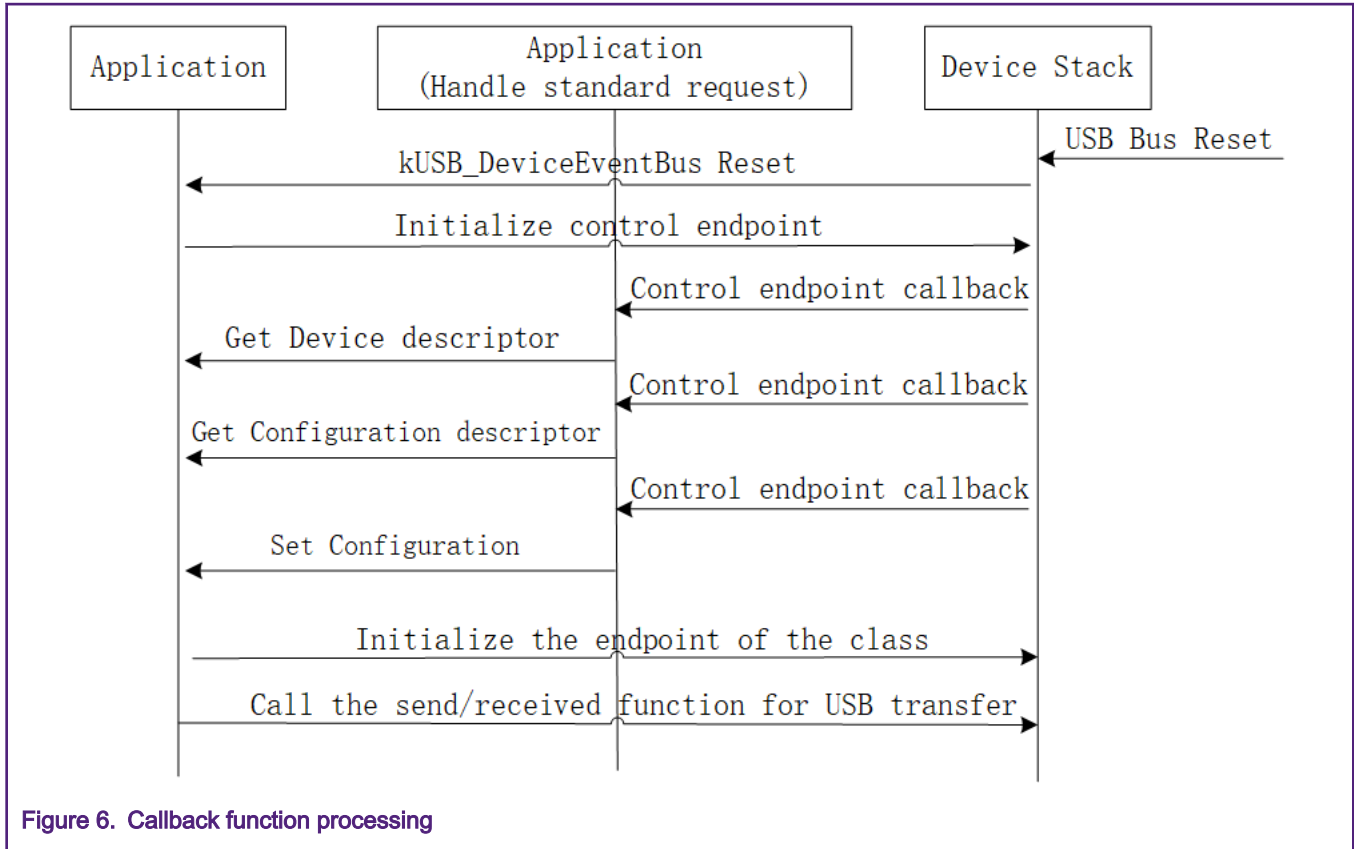 Application
Application
(Handle standard request)
Device Stack
USB Bus Reset
kUSB_DeviceEventBus Reset
Initialize control endpoint
Control endpoint callback
Get Device descriptor
Control endpoint callback
Get Configuration descriptor
Control endpoint callback
Set Configuration
Initialize the endpoint of the class
Call the send/received function for USB transfer
Figure 6. Callback function processing